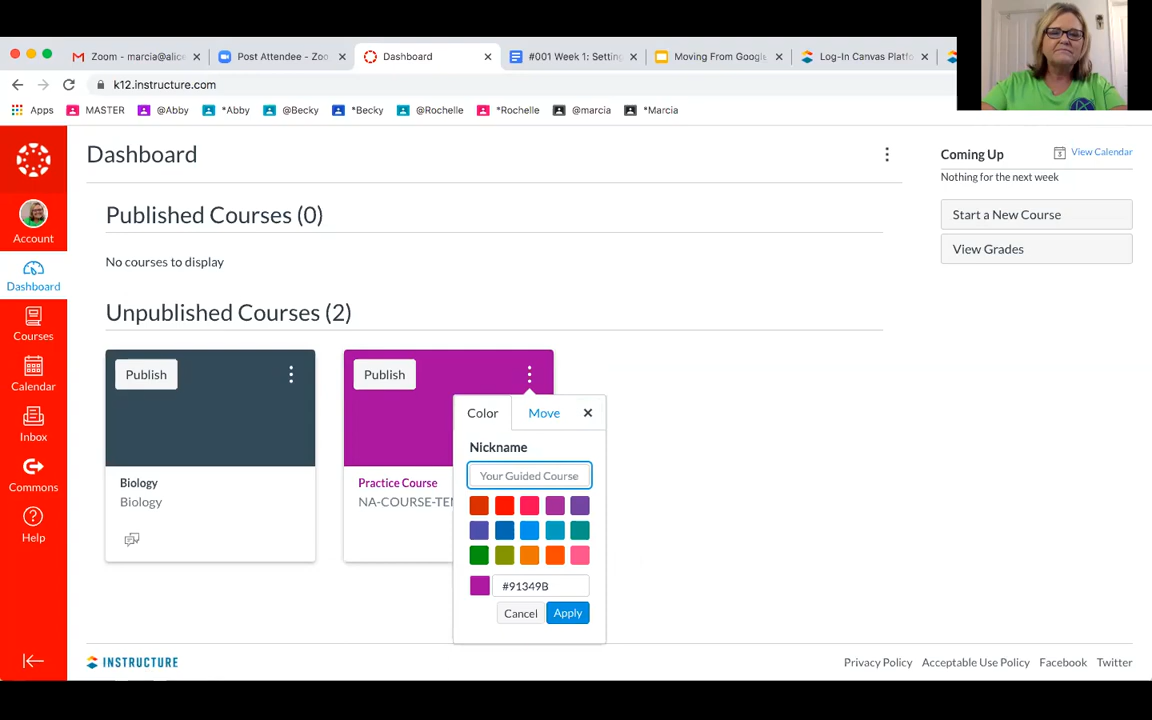 Zoom - marcia@alice
Post Attendee - Zoo
Dashboard
#001 Week 1: Setting
Moving From Google
Log-In Canvas Platfo
k12.instructure.com
Apps
MASTER
@Abby
*Abby
@Becky
*Becky
@Rochelle
*Rochelle
@marcia
*Marcia
Account
Dashboard
Courses
Calendar
Inbox
Commons
Help
Dashboard
Published Courses (0)
No courses to display
Unpublished Courses (2)
Publish
Biology
Biology
Publish
Practice Course
NA-COURSE-TEN
Color
Move
Nickname
Your Guided Course
#91349B
Cancel
Apply
Coming Up
View Calendar
Nothing for the next week
Start a New Course
View Grades
INSTRUCTURE
Privacy Policy
Acceptable Use Policy
Facebook
Twitter